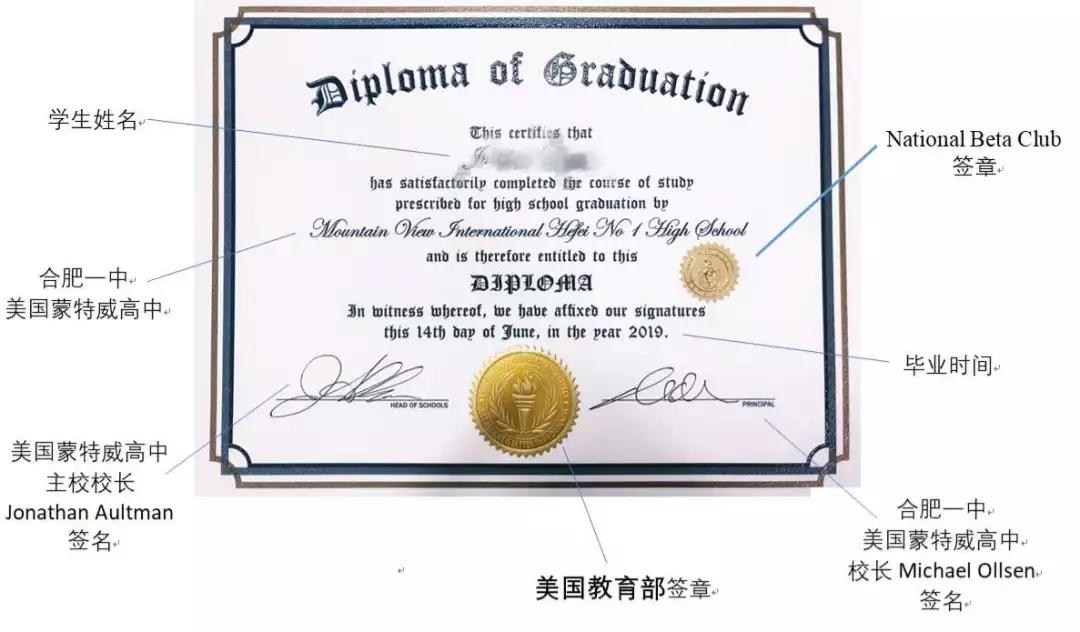 Diploma of Graduation
This certifies that
has satisfactorily completed the course of study
prescribed for high school graduation by
Mountain View International Hefei No 1 High School
and is therefore entitled to this
DIPLOMA
In witness whereof, we have affixed our signatures
this 14th day of June, in the year 2019.
HEAD OF SCHOOLS
PRINCIPAL
学生姓名
合肥一中
美国蒙特威高中
美国蒙特威高中
主校校长
Jonathan Aultman
签名
National Beta Club
签章
毕业时间
美国教育部签章
合肥一中
美国蒙特威高中
校长 Michael Ollsen
签名